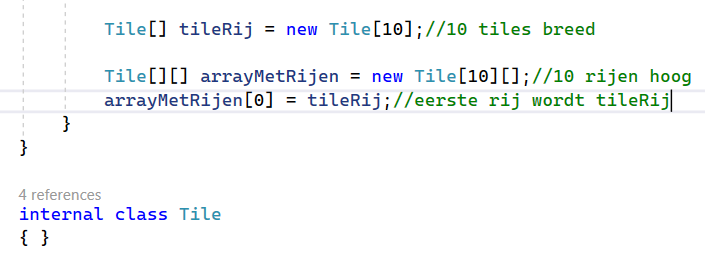 Tile[] tileRij = new Tile[10];//10 tiles breed
Tile[][] arrayMetRijen = new Tile[10][];//10 rijen hoog
arrayMetRijen[0] = tileRij;//eerste rij wordt tileRij
}
}
4 references
internal class Tile
{ }